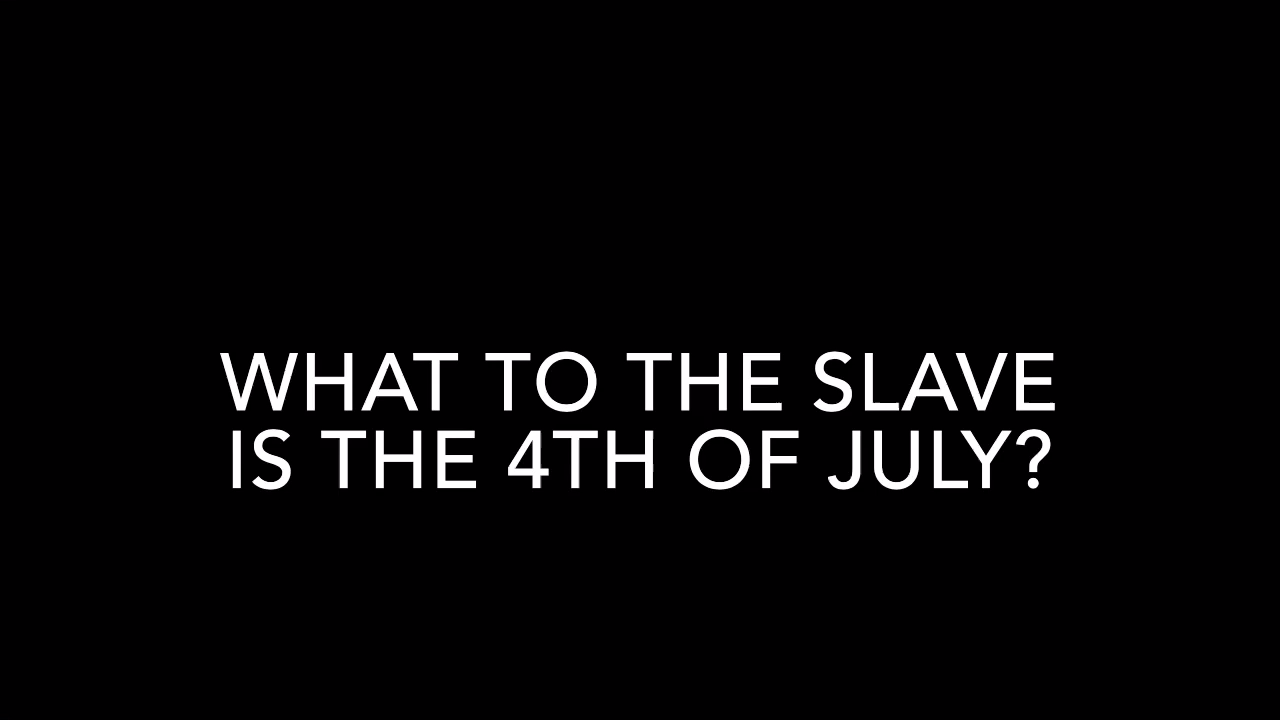 WHAT TO THE SLAVE
IS THE 4TH OF JULY?